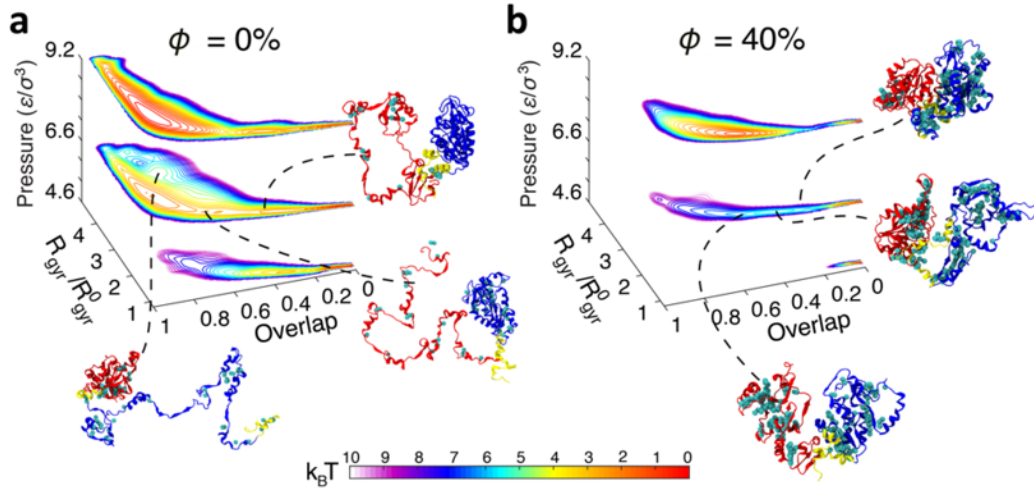 a
ϕ = 0%
Pressure (ε/σ³)
9.2
6.6
4.6
R_gyr/R⁰_gyr
4
3
2
1
1
0.8
0.6
0.4
0.2
0
Overlap
b
ϕ = 40%
Pressure (ε/σ³)
9.2
6.6
4.6
R_gyr/R⁰_gyr
4
3
2
1
1
0.8
0.6
0.4
0.2
0
Overlap
k_BT
10 9 8 7 6 5 4 3 2 1 0